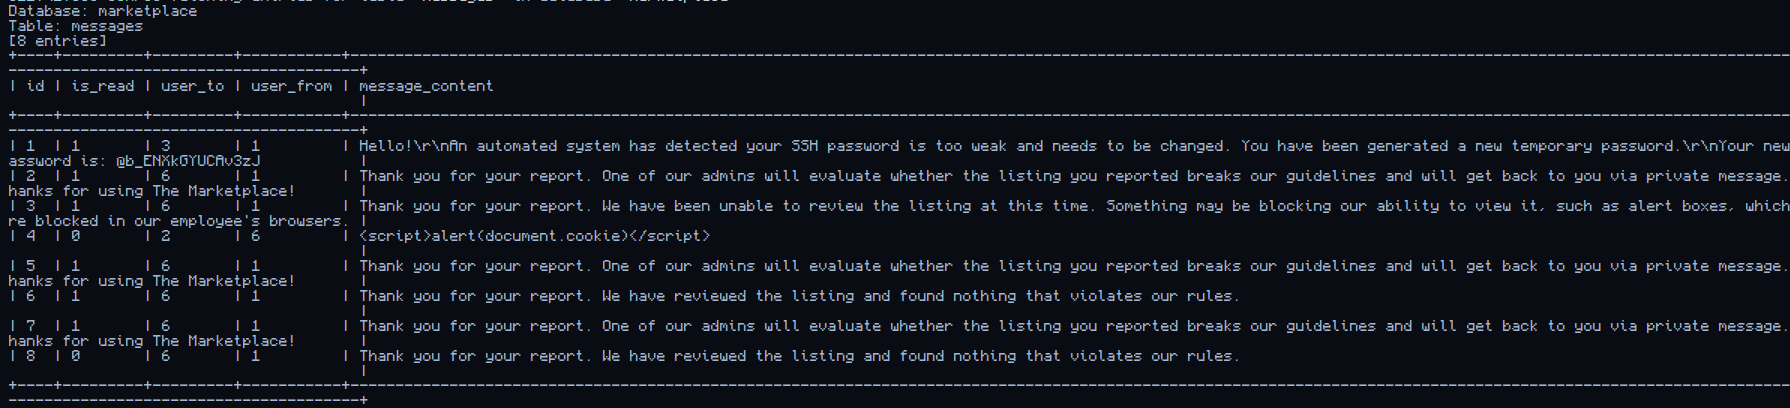 Database: marketplace
Table: messages
[8 entries]
+----+---------+---------+-----------+----------------------------------------------------------------------------------------------------------------------------------------------------------------
---------------------------------------+
| id | is_read | user_to | user_from | message_content
|
+----+---------+---------+-----------+----------------------------------------------------------------------------------------------------------------------------------------------------------------
---------------------------------------+
| 1 | 1 | 3 | 1 | Hello!\r\nAn automated system has detected your SSH password is too weak and needs to be changed. You have been generated a new temporary password.\r\nYour new
assword is: @b_ENXkGYUCAv3zJ |
| 2 | 1 | 6 | 1 | Thank you for your report. One of our admins will evaluate whether the listing you reported breaks our guidelines and will get back to you via private message.
hanks for using The Marketplace! |
| 3 | 1 | 6 | 1 | Thank you for your report. We have been unable to review the listing at this time. Something may be blocking our ability to view it, such as alert boxes, which
re blocked in our employee's browsers. |
| 4 | 0 | 2 | 6 | <script>alert(document.cookie)</script>
|
| 5 | 1 | 6 | 1 | Thank you for your report. One of our admins will evaluate whether the listing you reported breaks our guidelines and will get back to you via private message.
hanks for using The Marketplace! |
| 6 | 1 | 6 | 1 | Thank you for your report. We have reviewed the listing and found nothing that violates our rules.
|
| 7 | 1 | 6 | 1 | Thank you for your report. One of our admins will evaluate whether the listing you reported breaks our guidelines and will get back to you via private message.
hanks for using The Marketplace! |
| 8 | 0 | 6 | 1 | Thank you for your report. We have reviewed the listing and found nothing that violates our rules.
|
+----+---------+---------+-----------+----------------------------------------------------------------------------------------------------------------------------------------------------------------
---------------------------------------+